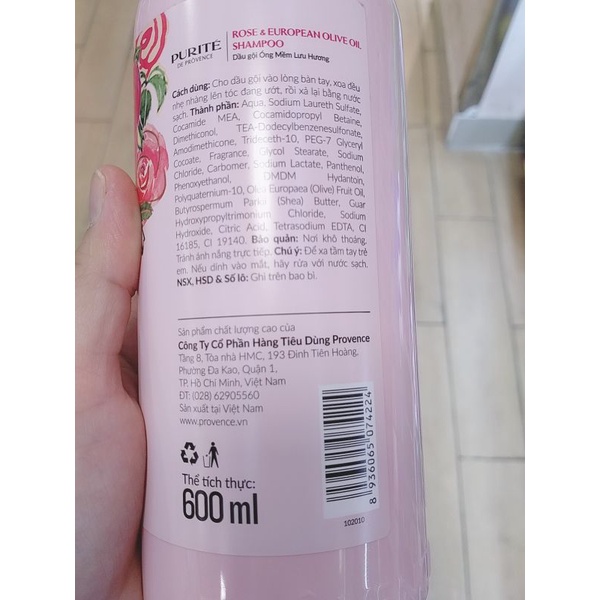 PURITÉ
DE PROVENCE
ROSE & EUROPEAN OLIVE OIL
SHAMPOO
Dầu gội Óng Mềm Lưu Hương
Cách dùng: Cho dầu gội vào lòng bàn tay, xoa đều
nhẹ nhàng lên tóc đang ướt, rồi xả lại bằng nước
sạch. Thành phần: Aqua, Sodium Laureth Sulfate,
Cocamide MEA, Cocamidopropyl Betaine,
Dimethiconol, TEA-Dodecylbenzenesulfonate,
Amodimethicone, Trideceth-10, PEG-7 Glyceryl
Cocoate, Fragrance, Glycol Stearate, Sodium
Chloride, Carbomer, Sodium Lactate, Panthenol,
Phenoxyethanol, DMDM Hydantoin,
Polyquaternium-10, Olea Europaea (Olive) Fruit Oil,
Butyrospermum Parkii (Shea) Butter, Guar
Hydroxypropyltrimonium Chloride, Sodium
Hydroxide, Citric Acid, Tetrasodium EDTA, CI
16185, CI 19140. Bảo quản: Nơi khô thoáng.
Tránh ánh nắng trực tiếp. Chú ý: Để xa tầm tay trẻ
em. Nếu dính vào mắt, hãy rửa với nước sạch.
NSX, HSD & Số lô: Ghi trên bao bì.
Sản phẩm chất lượng cao của
Công Ty Cổ Phần Hàng Tiêu Dùng Provence
Tầng 8, Tòa nhà HMC, 193 Đinh Tiên Hoàng,
Phường Đa Kao, Quận 1,
TP. Hồ Chí Minh, Việt Nam
ĐT: (028) 62905560
Sản xuất tại Việt Nam
www.provence.vn
Thể tích thực:
600 ml
8 936065 074224
102010